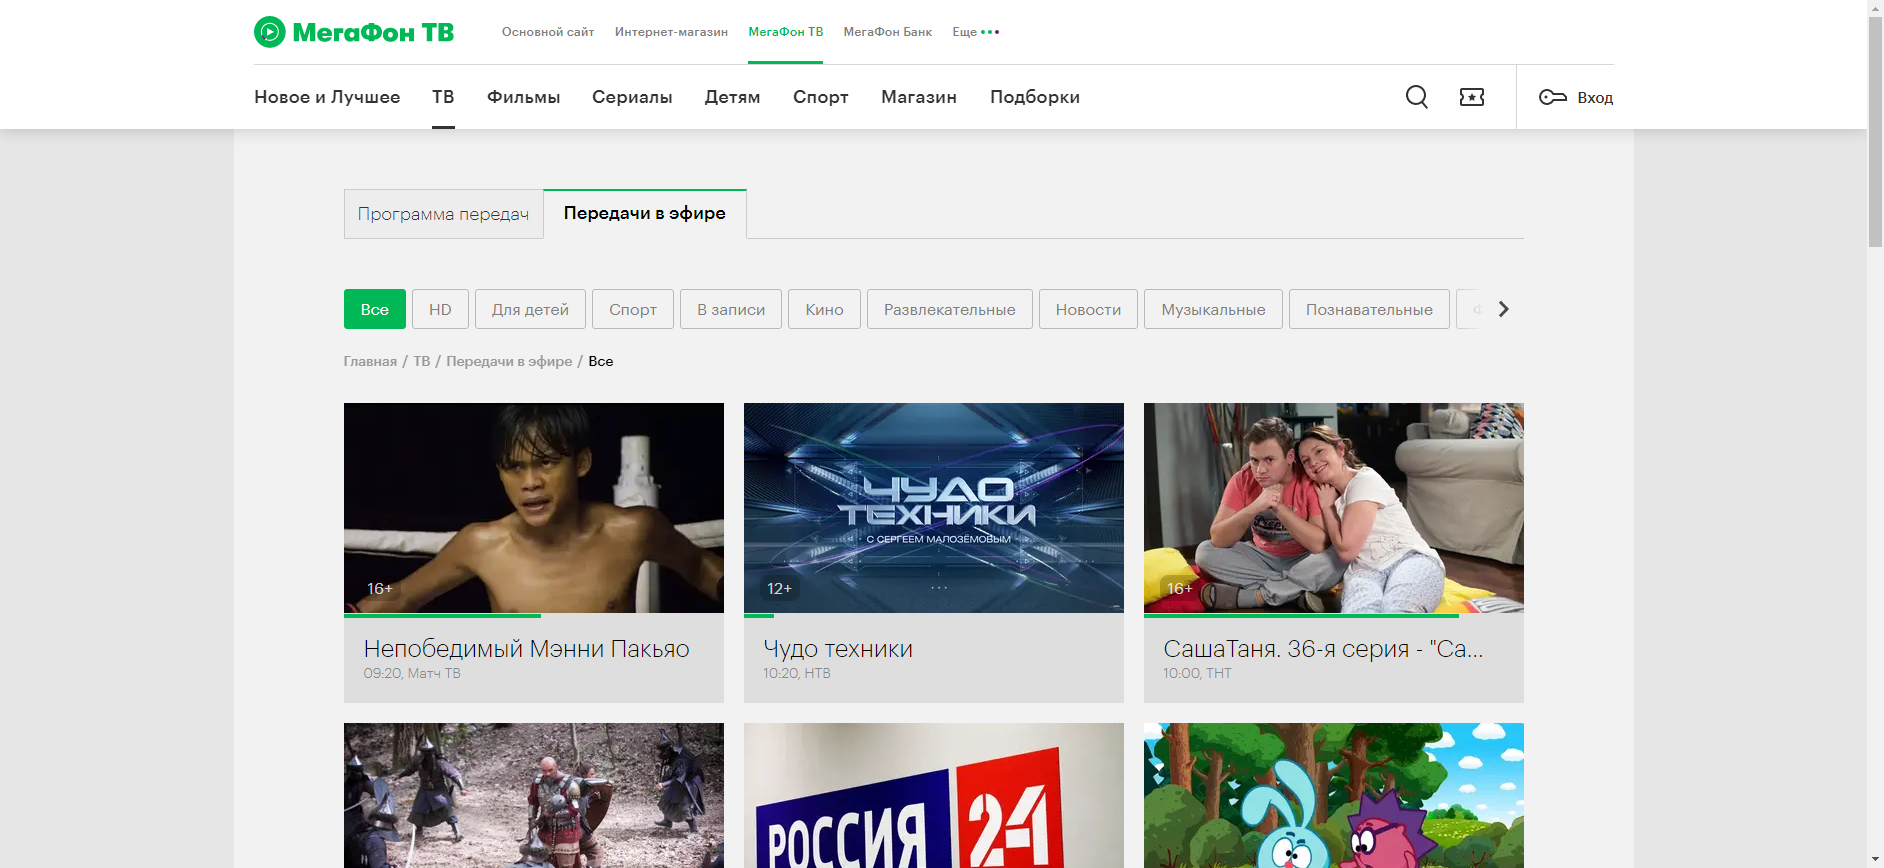 МегаФон ТВ
Основной сайт
Интернет-магазин
МегаФон ТВ
МегаФон Банк
Еще
Новое и Лучшее
ТВ
Фильмы
Сериалы
Детям
Спорт
Магазин
Подборки
Вход
Программа передач
Передачи в эфире
Все
HD
Для детей
Спорт
В записи
Кино
Развлекательные
Новости
Музыкальные
Познавательные
Главная / ТВ / Передачи в эфире / Все
16+
Непобедимый Мэнни Пакьяо
09:20, Матч ТВ
ЧУДО
ТЕХНИКИ
С СЕРГЕЕМ МАЛОЗЁМОВЫМ
12+
Чудо техники
10:20, НТВ
16+
СашаТаня. 36-я серия - "Са...
10:00, ТНТ
РОССИЯ
24